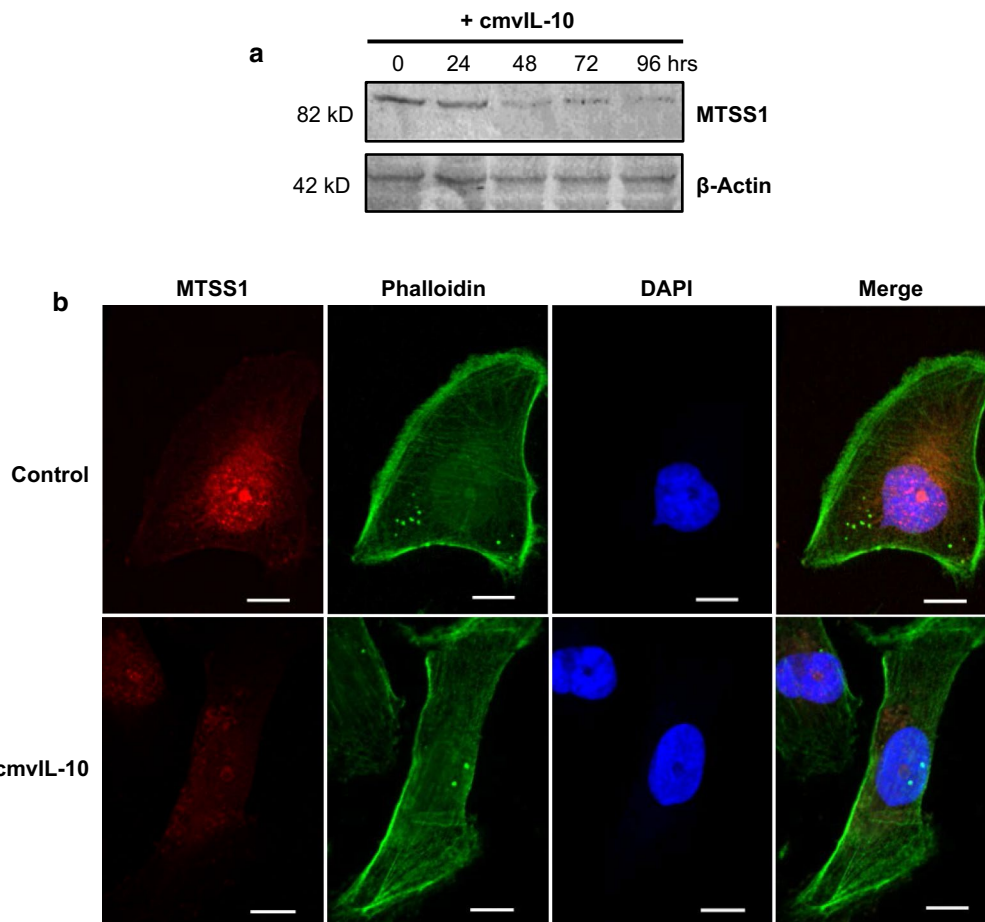 + cmvIL-10
a
0 24 48 72 96 hrs
82 kD
MTSS1
42 kD
β-Actin
b
MTSS1 Phalloidin DAPI Merge
Control
cmvIL-10